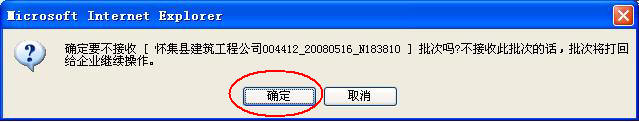 Microsoft Internet Explorer
确定要不接收 [ 怀集县建筑工程公司004412_20080516_N183810 ] 批次吗?不接收此批次的话，批次将打回
给企业继续操作。
确定
取消